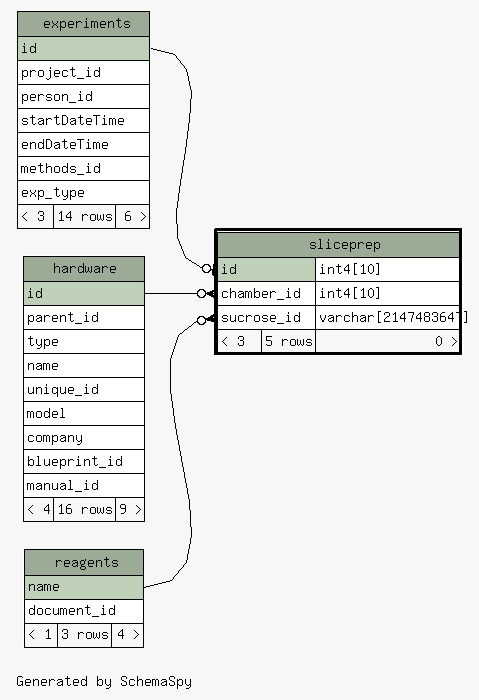 experiments
id
project_id
person_id
startDateTime
endDateTime
methods_id
exp_type
< 3 14 rows 6 >
sliceprep
id int4[10]
chamber_id int4[10]
sucrose_id varchar[2147483647]
< 3 5 rows 0 >
hardware
id
parent_id
type
name
unique_id
model
company
blueprint_id
manual_id
< 4 16 rows 9 >
reagents
name
document_id
< 1 3 rows 4 >
Generated by SchemaSpy